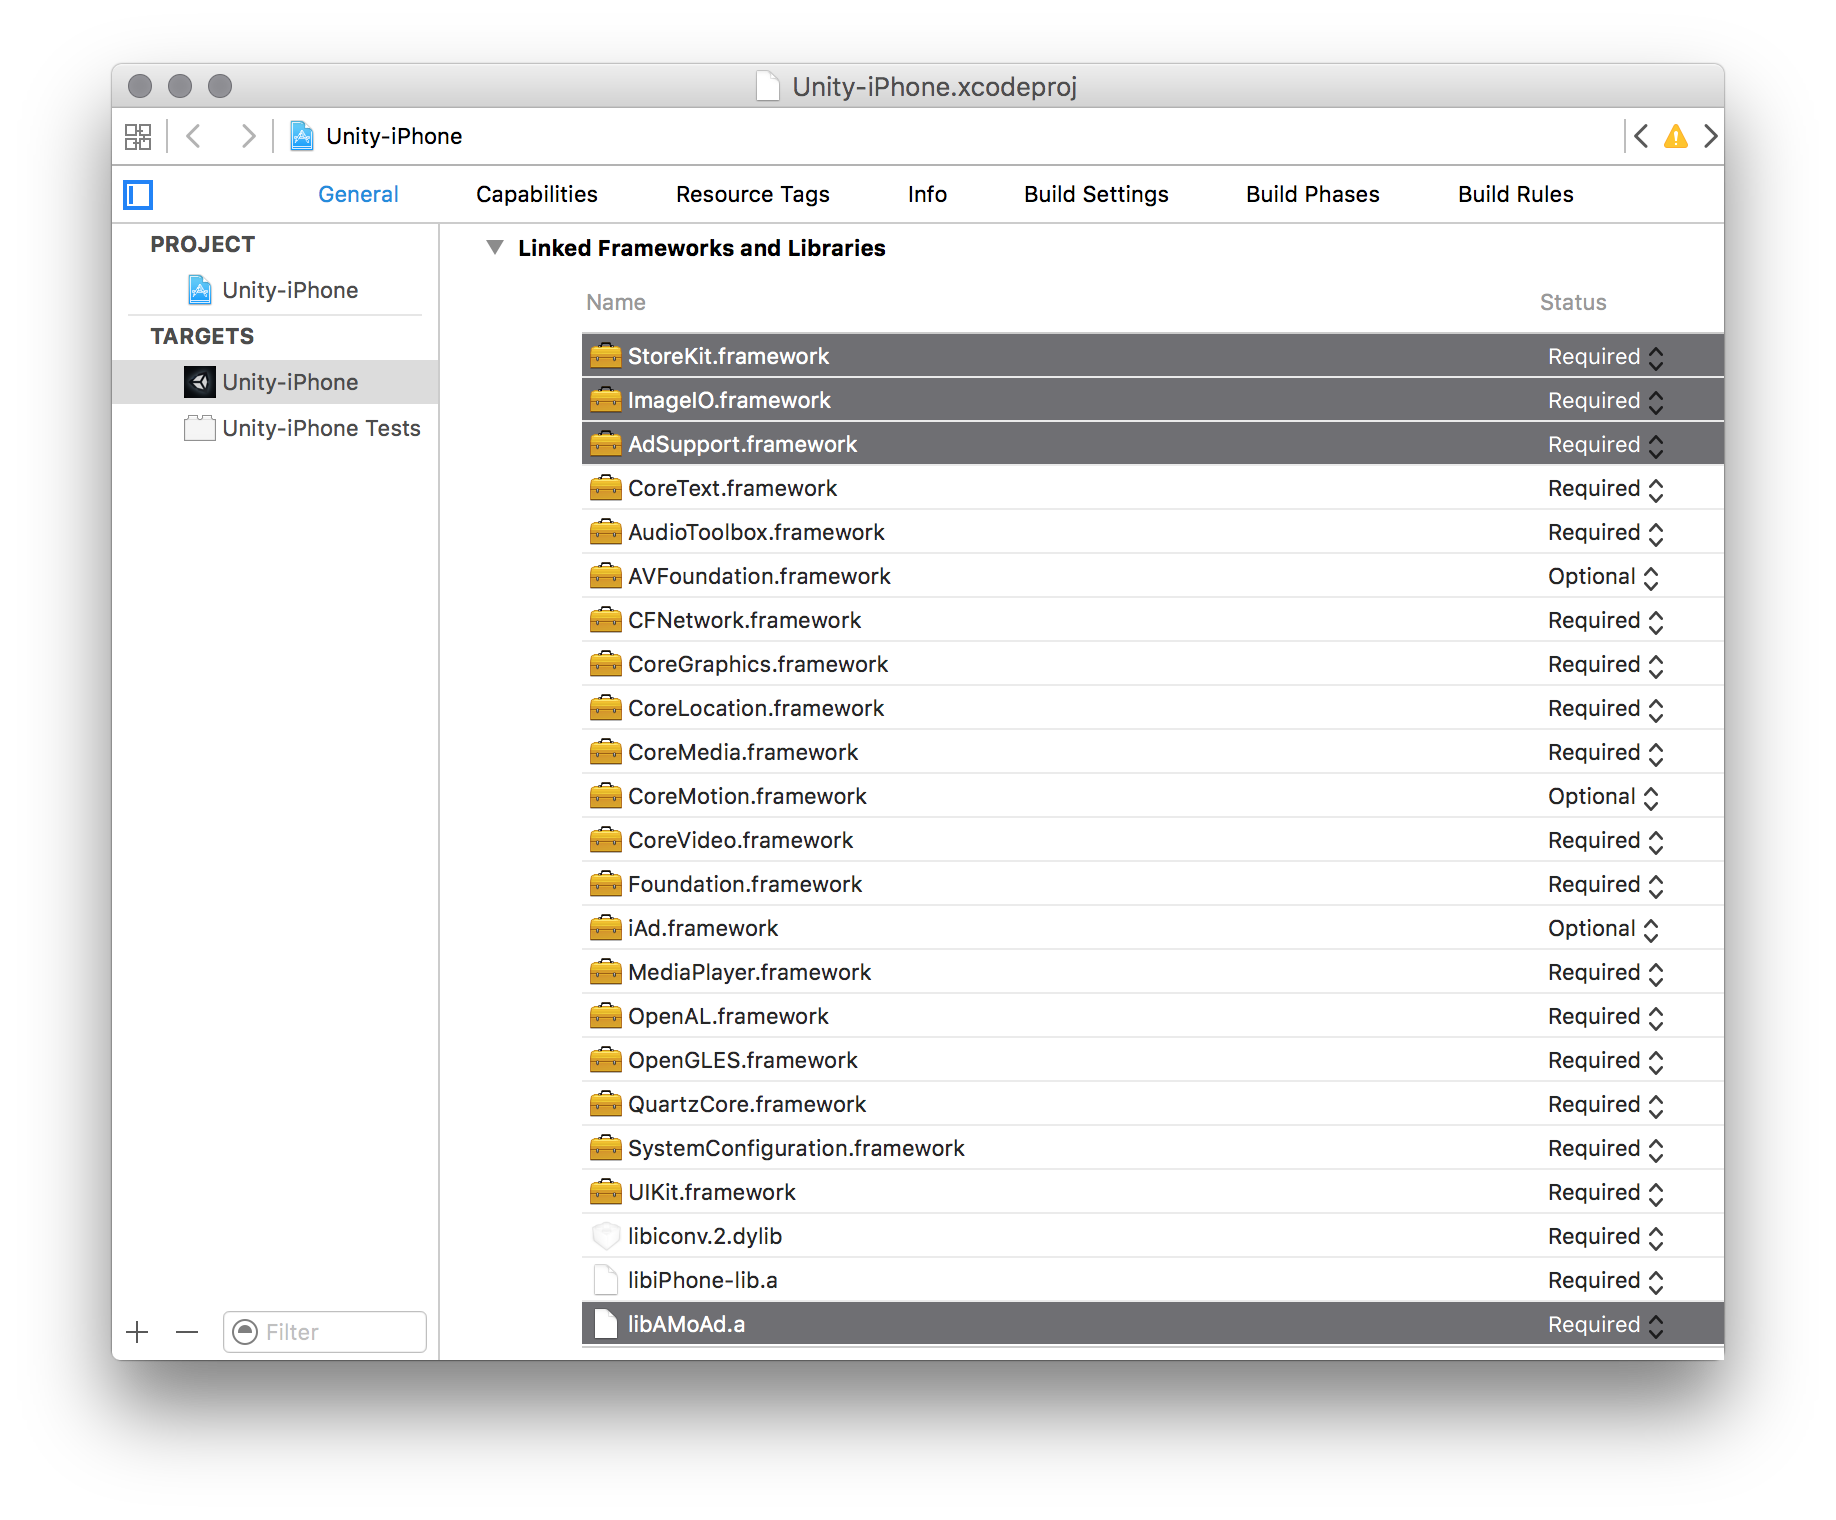 Unity-iPhone.xcodeproj
Unity-iPhone
General Capabilities Resource Tags Info Build Settings Build Phases Build Rules
PROJECT
Unity-iPhone
TARGETS
Unity-iPhone
Unity-iPhone Tests
Filter
Linked Frameworks and Libraries
Name Status
StoreKit.framework Required
ImageIO.framework Required
AdSupport.framework Required
CoreText.framework Required
AudioToolbox.framework Required
AVFoundation.framework Optional
CFNetwork.framework Required
CoreGraphics.framework Required
CoreLocation.framework Required
CoreMedia.framework Required
CoreMotion.framework Optional
CoreVideo.framework Required
Foundation.framework Required
iAd.framework Optional
MediaPlayer.framework Required
OpenAL.framework Required
OpenGLES.framework Required
QuartzCore.framework Required
SystemConfiguration.framework Required
UIKit.framework Required
libiconv.2.dylib Required
libiPhone-lib.a Required
libAMoAd.a Required